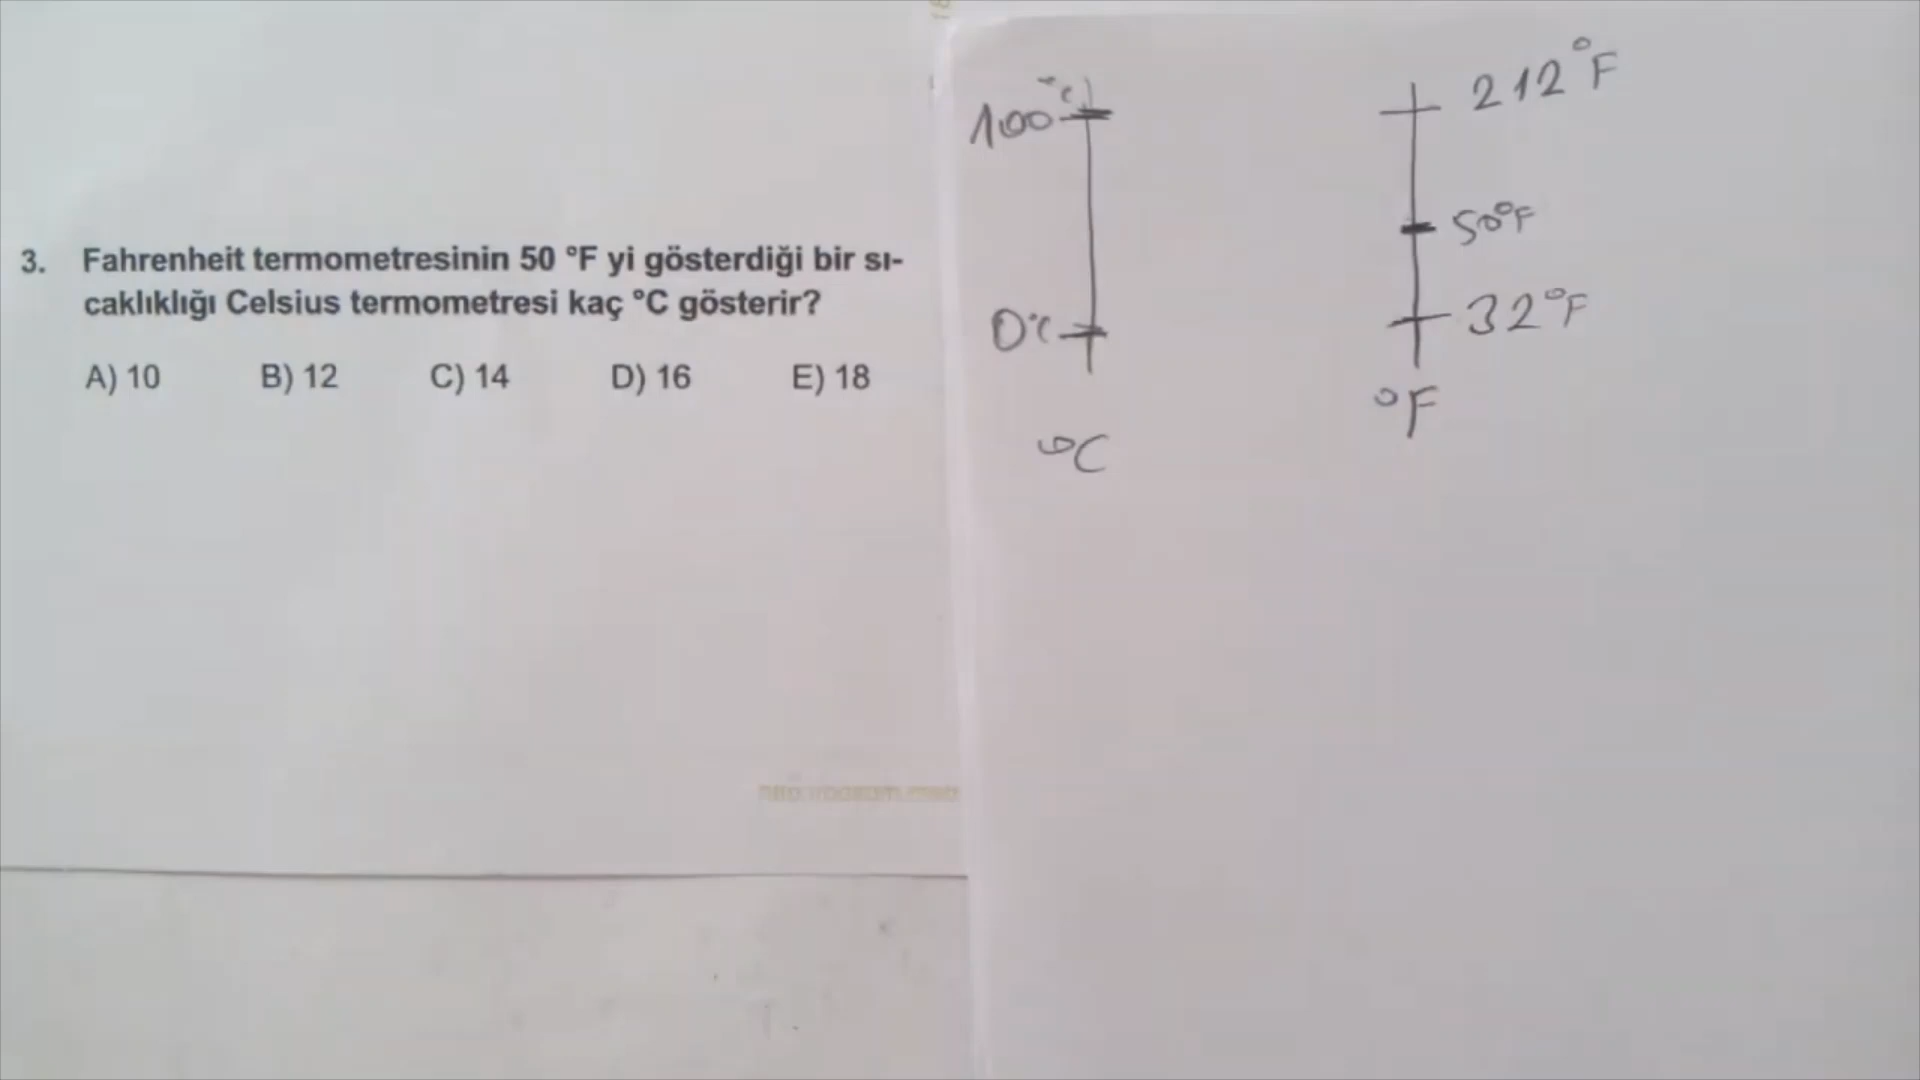 3. Fahrenheit termometresinin 50 °F yi gösterdiği bir sı-
caklıklığı Celsius termometresi kaç °C gösterir?
A) 10 B) 12 C) 14 D) 16 E) 18
100°C
0°C
°C
212°F
50°F
32°F
°F